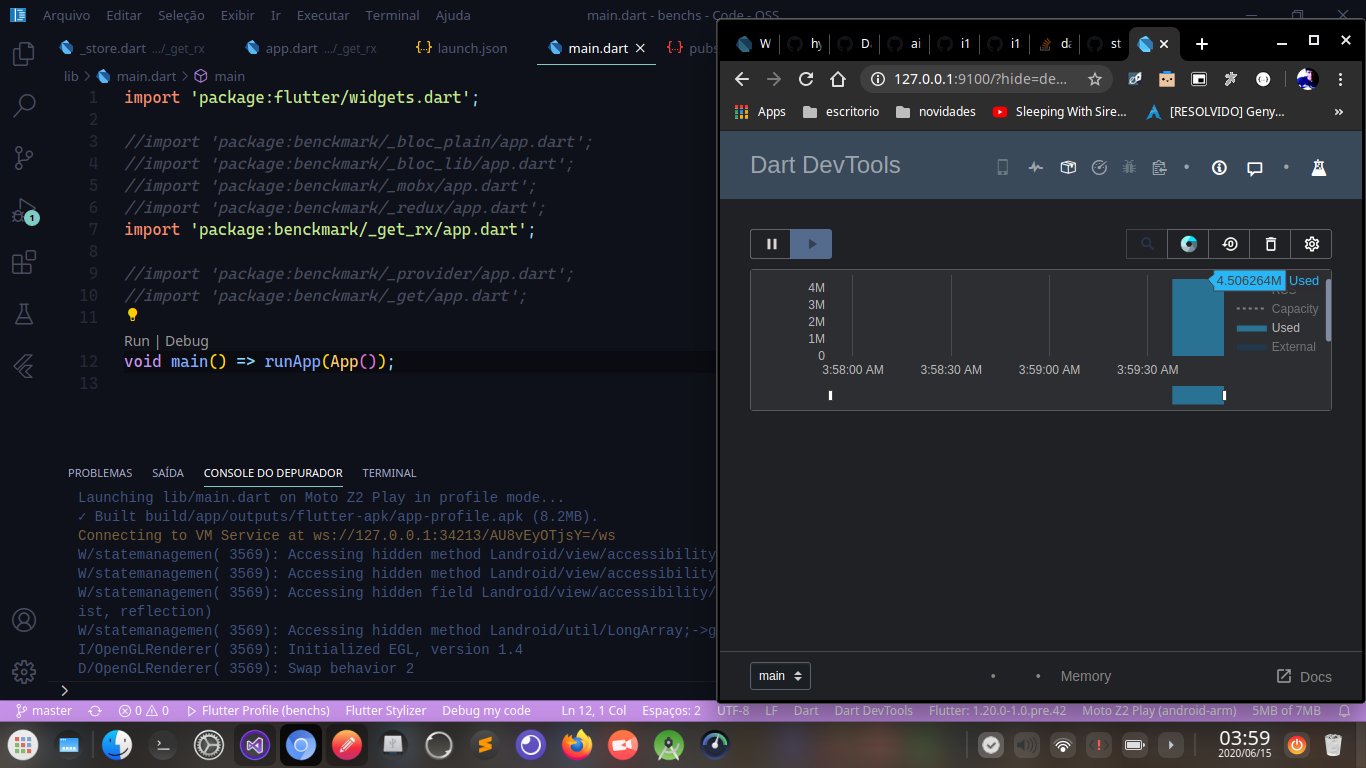 Arquivo Editar Seleção Exibir Ir Executar Terminal Ajuda main.dart - benchs - Code - OSS
_store.dart .../_get_rx app.dart .../_get_rx launch.json main.dart pubs
lib > main.dart > main
1 import 'package:flutter/widgets.dart';
2
3 //import 'package:benckmark/_bloc_plain/app.dart';
4 //import 'package:benckmark/_bloc_lib/app.dart';
5 //import 'package:benckmark/_mobx/app.dart';
6 //import 'package:benckmark/_redux/app.dart';
7 import 'package:benckmark/_get_rx/app.dart';
8
9 //import 'package:benckmark/_provider/app.dart';
10 //import 'package:benckmark/_get/app.dart';
11
Run | Debug
12 void main() => runApp(App());
13
1
PROBLEMAS SAÍDA CONSOLE DO DEPURADOR TERMINAL
Launching lib/main.dart on Moto Z2 Play in profile mode...
✓ Built build/app/outputs/flutter-apk/app-profile.apk (8.2MB).
Connecting to VM Service at ws://127.0.0.1:34213/AU8vEyOTjsY=/ws
W/statemanagemen( 3569): Accessing hidden method Landroid/view/accessibility
W/statemanagemen( 3569): Accessing hidden method Landroid/view/accessibility
W/statemanagemen( 3569): Accessing hidden field Landroid/view/accessibility/
ist, reflection)
W/statemanagemen( 3569): Accessing hidden method Landroid/util/LongArray;->g
I/OpenGLRenderer( 3569): Initialized EGL, version 1.4
D/OpenGLRenderer( 3569): Swap behavior 2
>
W hy D. ai i1 i1 da st
127.0.0.1:9100/?hide=de...
Apps escritorio novidades Sleeping With Sire... [RESOLVIDO] Geny... »
Dart DevTools
4.506264M Used
4M
3M
2M
1M
0
Capacity
Used
External
3:58:00 AM 3:58:30 AM 3:59:00 AM 3:59:30 AM
main • • Memory Docs
master 0 0 Flutter Profile (benchs) Flutter Stylizer Debug my code Ln 12, 1 Col Espaços: 2 UTF-8 LF Dart Dart DevTools Flutter: 1.20.0-1.0.pre.42 Moto Z2 Play (android-arm) 5MB of 7MB
03:59
2020/06/15